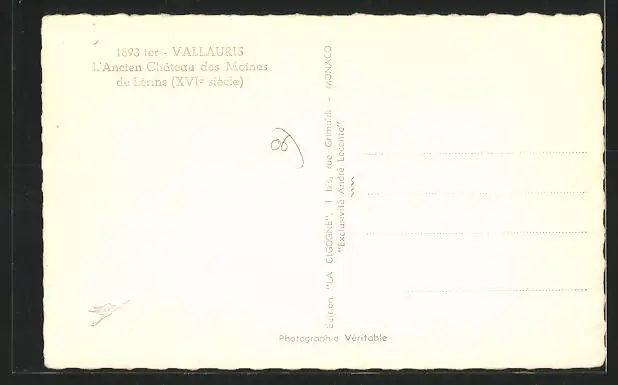 1893 ter - VALLAURIS
L'Ancien Château des Moines
de Lérins (XVIe siècle)
Edition "LA CIGOGNE", 1 bis, rue Grimaldi - MONACO
"Exclusivité André Leconte"
Photographie Véritable